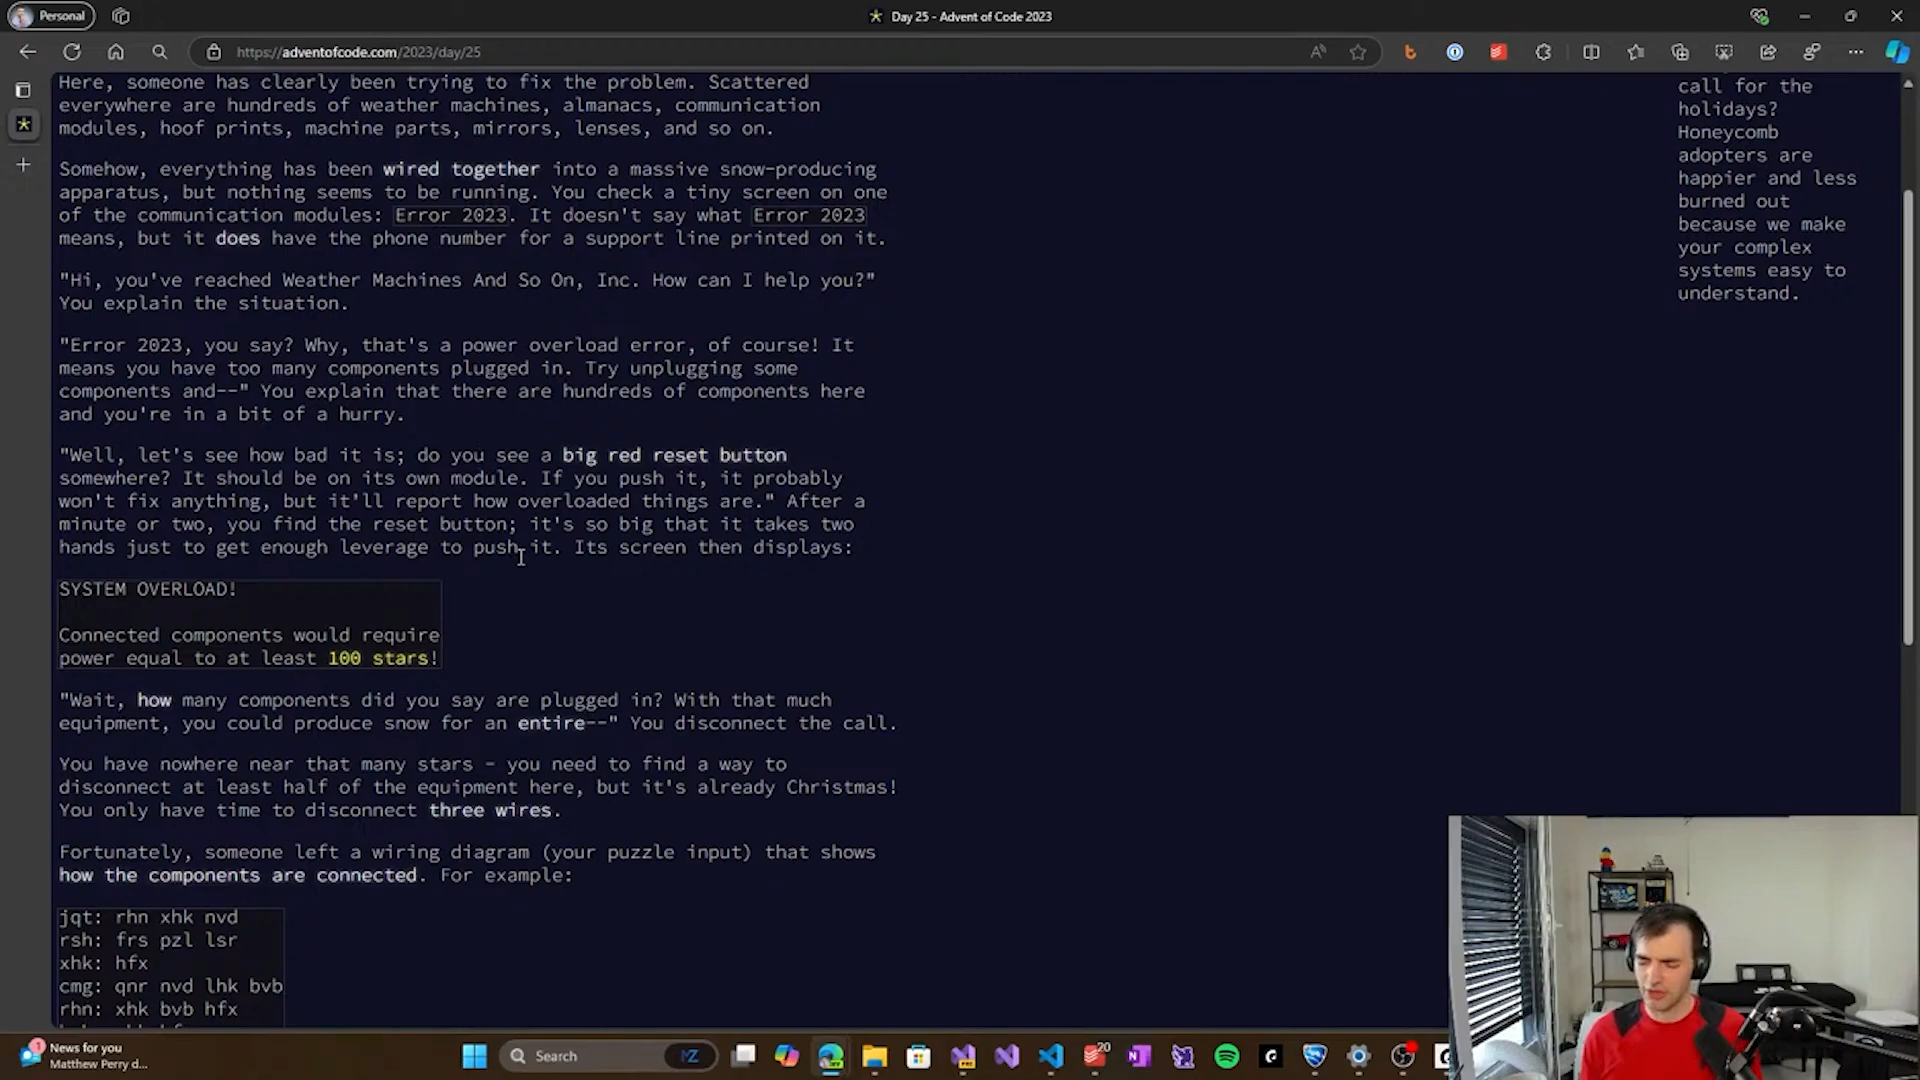 Personal
Day 25 - Advent of Code 2023
https://adventofcode.com/2023/day/25
Here, someone has clearly been trying to fix the problem. Scattered
everywhere are hundreds of weather machines, almanacs, communication
modules, hoof prints, machine parts, mirrors, lenses, and so on.
Somehow, everything has been wired together into a massive snow-producing
apparatus, but nothing seems to be running. You check a tiny screen on one
of the communication modules: Error 2023. It doesn't say what Error 2023
means, but it does have the phone number for a support line printed on it.
"Hi, you've reached Weather Machines And So On, Inc. How can I help you?"
You explain the situation.
"Error 2023, you say? Why, that's a power overload error, of course! It
means you have too many components plugged in. Try unplugging some
components and--" You explain that there are hundreds of components here
and you're in a bit of a hurry.
"Well, let's see how bad it is; do you see a big red reset button
somewhere? It should be on its own module. If you push it, it probably
won't fix anything, but it'll report how overloaded things are." After a
minute or two, you find the reset button; it's so big that it takes two
hands just to get enough leverage to push it. Its screen then displays:
SYSTEM OVERLOAD!
Connected components would require
power equal to at least 100 stars!
"Wait, how many components did you say are plugged in? With that much
equipment, you could produce snow for an entire--" You disconnect the call.
You have nowhere near that many stars - you need to find a way to
disconnect at least half of the equipment here, but it's already Christmas!
You only have time to disconnect three wires.
Fortunately, someone left a wiring diagram (your puzzle input) that shows
how the components are connected. For example:
jqt: rhn xhk nvd
rsh: frs pzl lsr
xhk: hfx
cmg: qnr nvd lhk bvb
rhn: xhk bvb hfx
call for the
holidays?
Honeycomb
adopters are
happier and less
burned out
because we make
your complex
systems easy to
understand.
1
News for you
Matthew Perry d...
Search
MZ
20